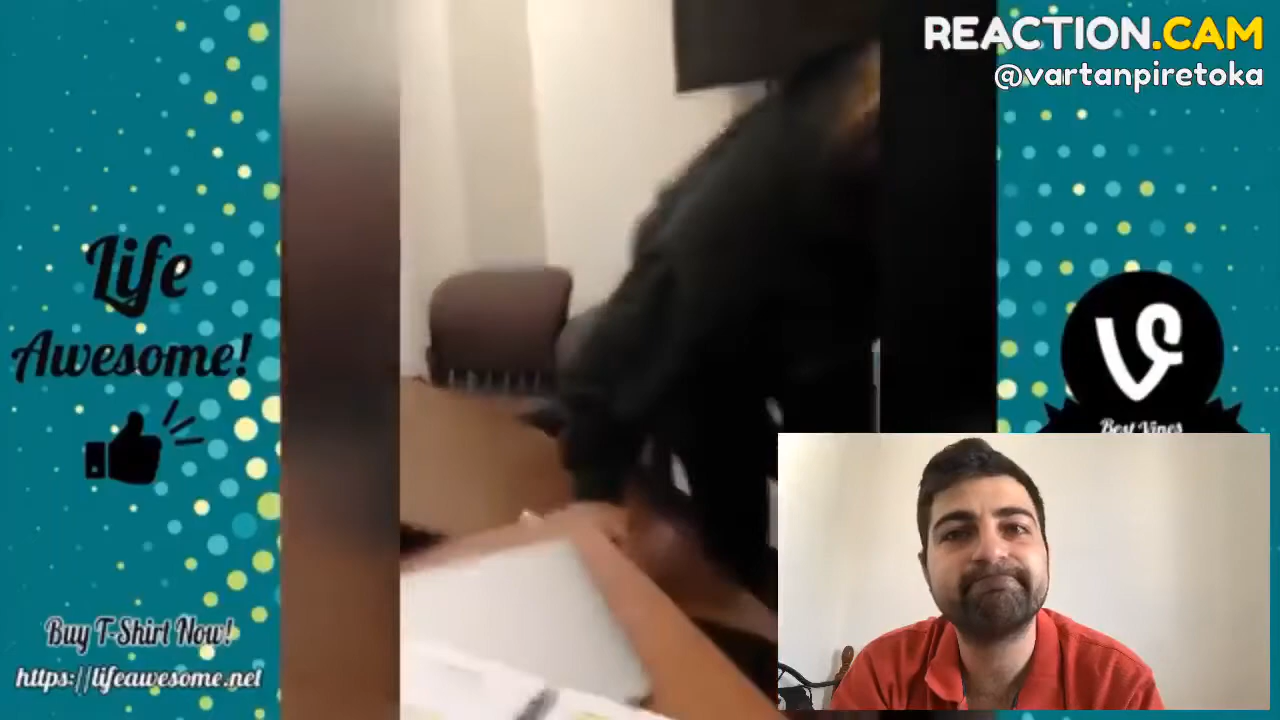 REACTION.CAM
@vartanpiretoka
Life
Awesome!
Best Vines
Buy T-Shirt Now!
https://lifeawesome.net